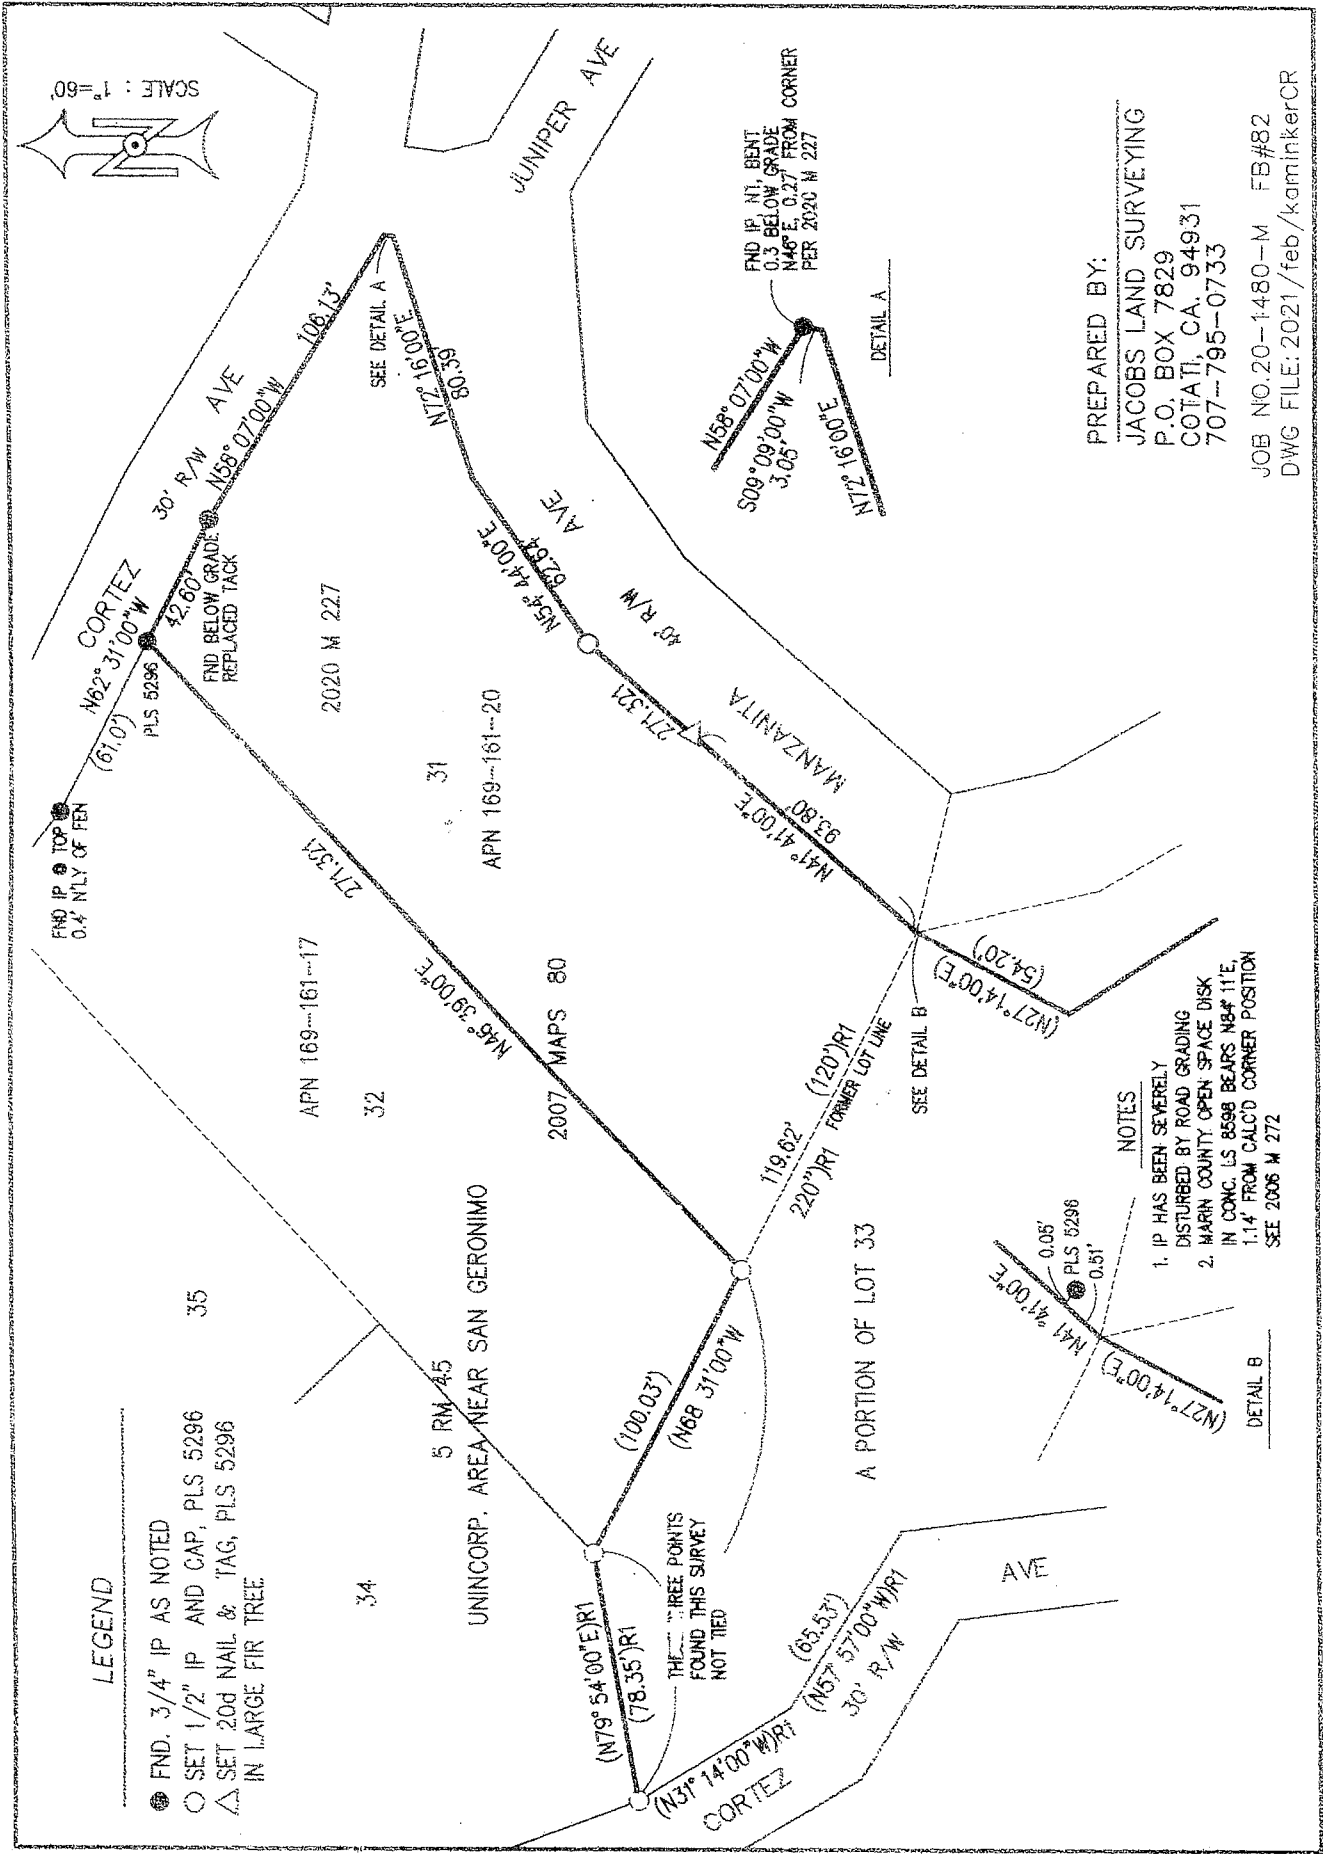 LEGEND
FND. 3/4" IP AS NOTED
SET 1/2" IP AND CAP, PLS 5296
SET 20d NAIL & TAG, PLS 5296
IN LARGE FIR TREE
SCALE : 1"=60'
N
FND IP @ TOP
0.4' N'LY OF FEN
(61.0')
N62°31'00"W
PLS 5296
42.60'
CORTEZ AVE
30' R/W
FND BELOW GRADE
REPLACED TACK
N58°07'00"W
106.13'
SEE DETAIL A
N72°16'00"E
80.39'
JUNIPER AVE
35
34
APN 169-161-17
32
2020 M 227
31
APN 169-161-20
271.321
N46°39'00"E
2007 MAPS 80
5 RM 45
UNINCORP. AREA NEAR SAN GERONIMO
N54°44'00"E
62.64'
271.321
N41°41'00"E
93.80'
MANZANITA AVE
40' R/W
(N79°54'00"E)R1
(78.35')R1
(100.03')
(N68 31'00"W
119.62'
(120')R1
220")R1
FORMER LOT LINE
THREE POINTS
FOUND THIS SURVEY
NOT TIED
A PORTION OF LOT 33
SEE DETAIL B
(N27°14'00"E)
(54.20')
(N31°14'00"W)R1
(65.53')
(N57°57'00"W)R1
30' R/W
CORTEZ AVE
FND IP, NT, BENT
0.3 BELOW GRADE
N46°E, 0.27' FROM CORNER
PER 2020 M 227
N58°07'00"W
S09°09'00"W
3.05'
N72°16'00"E
DETAIL A
N41°41'00"E
0.05'
PLS 5296
0.51'
(N27°14'00"E)
DETAIL B
NOTES
1. IP HAS BEEN SEVERELY
DISTURBED BY ROAD GRADING
2. MARIN COUNTY OPEN SPACE DISK
IN CONC. LS 8598 BEARS N84°11'E,
1.14' FROM CALC'D CORNER POSITION
SEE 2006 M 272
PREPARED BY:
JACOBS LAND SURVEYING
P.O. BOX 7829
COTATI, CA. 94931
707-795-0733
JOB NO.20-1480-M FB#82
DWG FILE:2021/feb/kaminkerCR